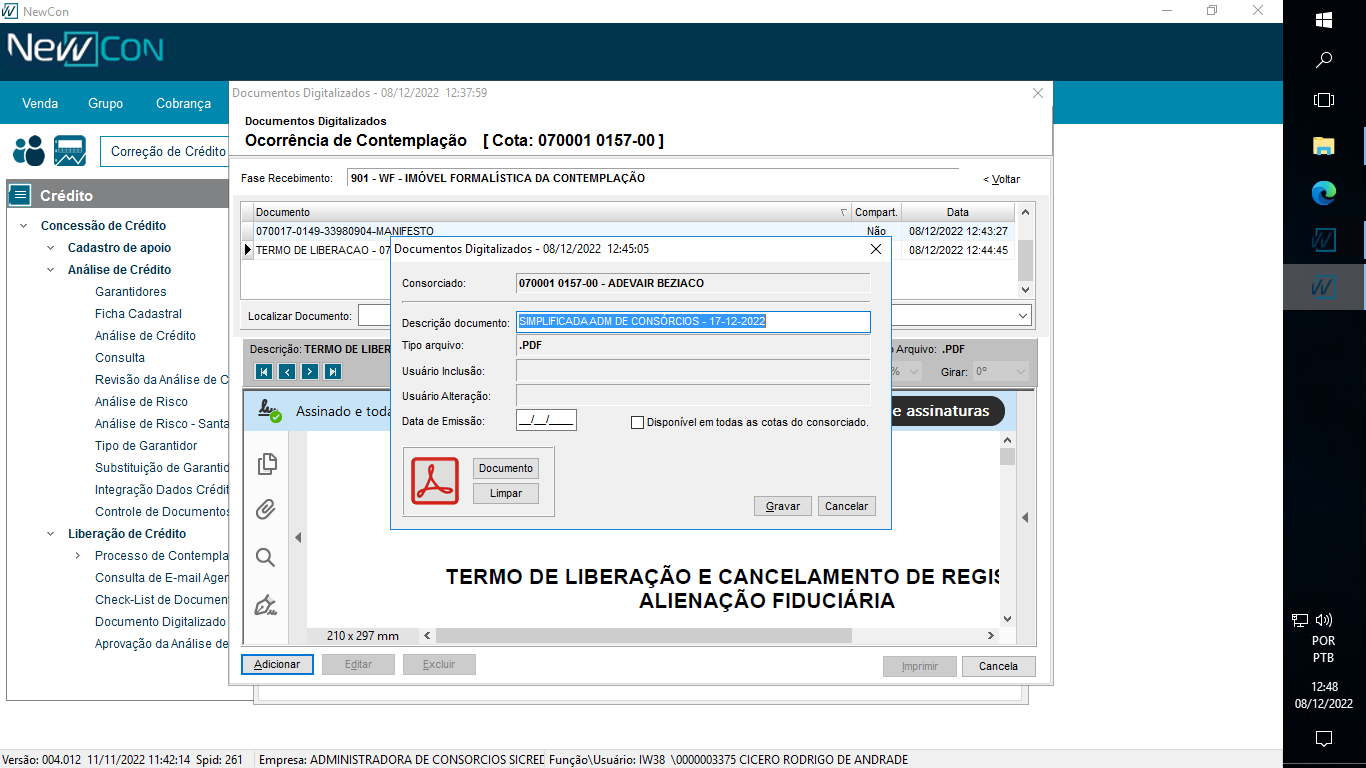 NewCon
NewCon
Venda Grupo Cobrança
Correção de Crédito
Crédito
Concessão de Crédito
Cadastro de apoio
Análise de Crédito
Garantidores
Ficha Cadastral
Análise de Crédito
Consulta
Revisão da Análise de C
Análise de Risco
Análise de Risco - Santa
Tipo de Garantidor
Substituição de Garantid
Integração Dados Crédit
Controle de Documentos
Liberação de Crédito
Processo de Contempla
Consulta de E-mail Agen
Check-List de Document
Documento Digitalizado
Aprovação da Análise de
Documentos Digitalizados - 08/12/2022 12:37:59
Documentos Digitalizados
Ocorrência de Contemplação [ Cota: 070001 0157-00 ]
Fase Recebimento: 901 - WF - IMÓVEL FORMALÍSTICA DA CONTEMPLAÇÃO < Voltar
Documento Compart. Data
070017-0149-33980904-MANIFESTO Não 08/12/2022 12:43:27
TERMO DE LIBERACAO - 07 08/12/2022 12:44:45
Localizar Documento:
Descrição: TERMO DE LIBER o Arquivo: .PDF
% Girar: 0º
Assinado e toda e assinaturas
Documentos Digitalizados - 08/12/2022 12:45:05
Consorciado: 070001 0157-00 - ADEVAIR BEZIACO
Descrição documento: SIMPLIFICADA ADM DE CONSÓRCIOS - 17-12-2022
Tipo arquivo: .PDF
Usuário Inclusão:
Usuário Alteração:
Data de Emissão: __/__/____ Disponível em todas as cotas do consorciado.
Documento
Limpar
Gravar Cancelar
TERMO DE LIBERAÇÃO E CANCELAMENTO DE REGIS
ALIENAÇÃO FIDUCIÁRIA
210 x 297 mm
Adicionar Editar Excluir Imprimir Cancela
Versão: 004.012 11/11/2022 11:42:14 Spid: 261 Empresa: ADMINISTRADORA DE CONSORCIOS SICRED Função\Usuário: IW38 \0000003375 CICERO RODRIGO DE ANDRADE
POR
PTB
12:48
08/12/2022